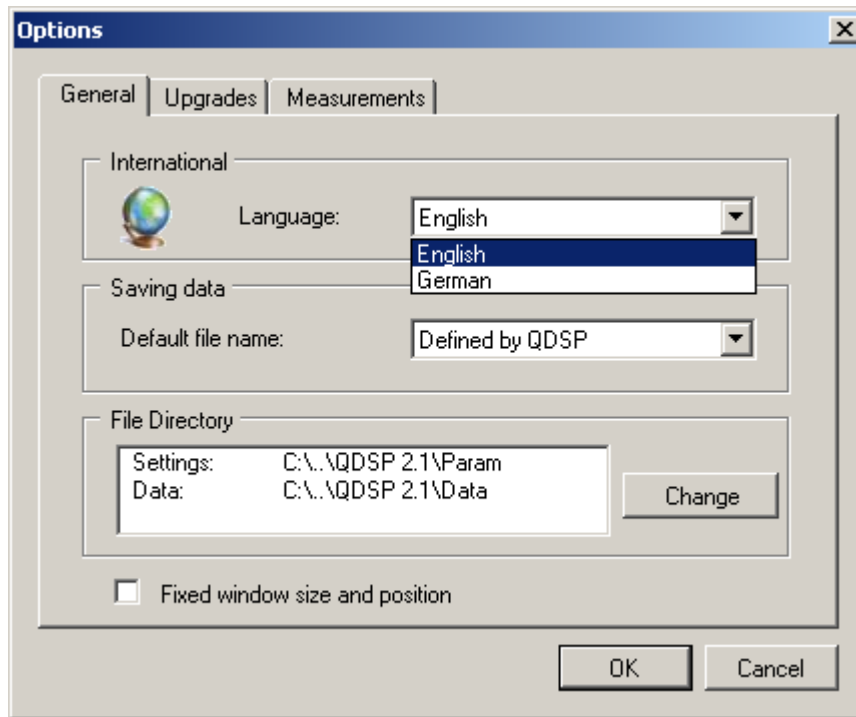 Options
General Upgrades Measurements
International
Language: English
English
German
Saving data
Default file name: Defined by QDSP
File Directory
Settings: C:\..\QDSP 2.1\Param
Data: C:\..\QDSP 2.1\Data
Change
Fixed window size and position
OK Cancel